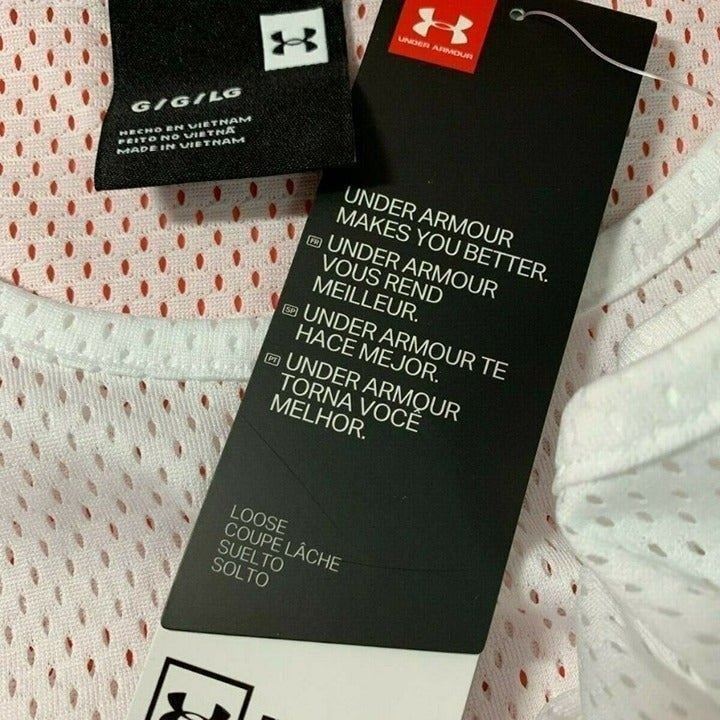 G/G/LG
HECHO EN VIETNAM
FEITO NO VIETNÃ
MADE IN VIETNAM
UNDER ARMOUR
UNDER ARMOUR
MAKES YOU BETTER.
FR UNDER ARMOUR
VOUS REND
MEILLEUR.
SP UNDER ARMOUR TE
HACE MEJOR.
PT UNDER ARMOUR
TORNA VOCÊ
MELHOR.
LOOSE
COUPE LÂCHE
SUELTO
SOLTO